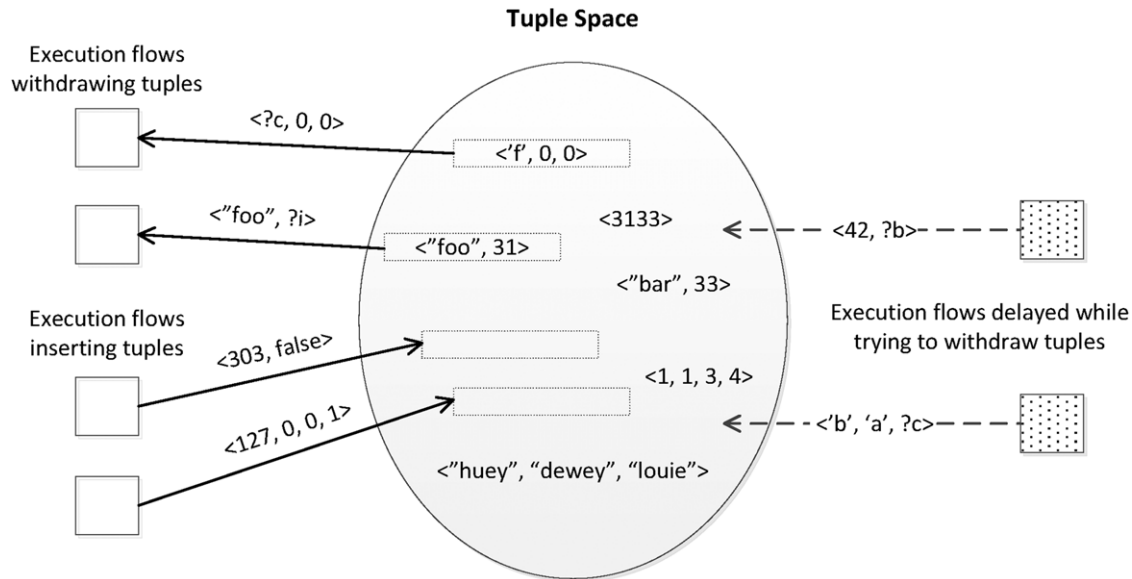 Tuple Space
Execution flows
withdrawing tuples
<?c, 0, 0>
<'f', 0, 0>
<”foo”, ?i>
<”foo”, 31>
<3133>
<42, ?b>
<”bar”, 33>
Execution flows
inserting tuples
Execution flows delayed while
trying to withdraw tuples
<303, false>
<1, 1, 3, 4>
<127, 0, 0, 1>
<'b', ‘a’, ?c>
<”huey”, “dewey”, “louie”>